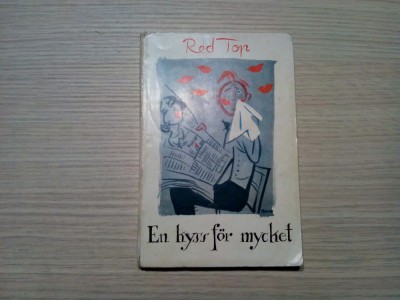 Red Top
En kyss för mycket